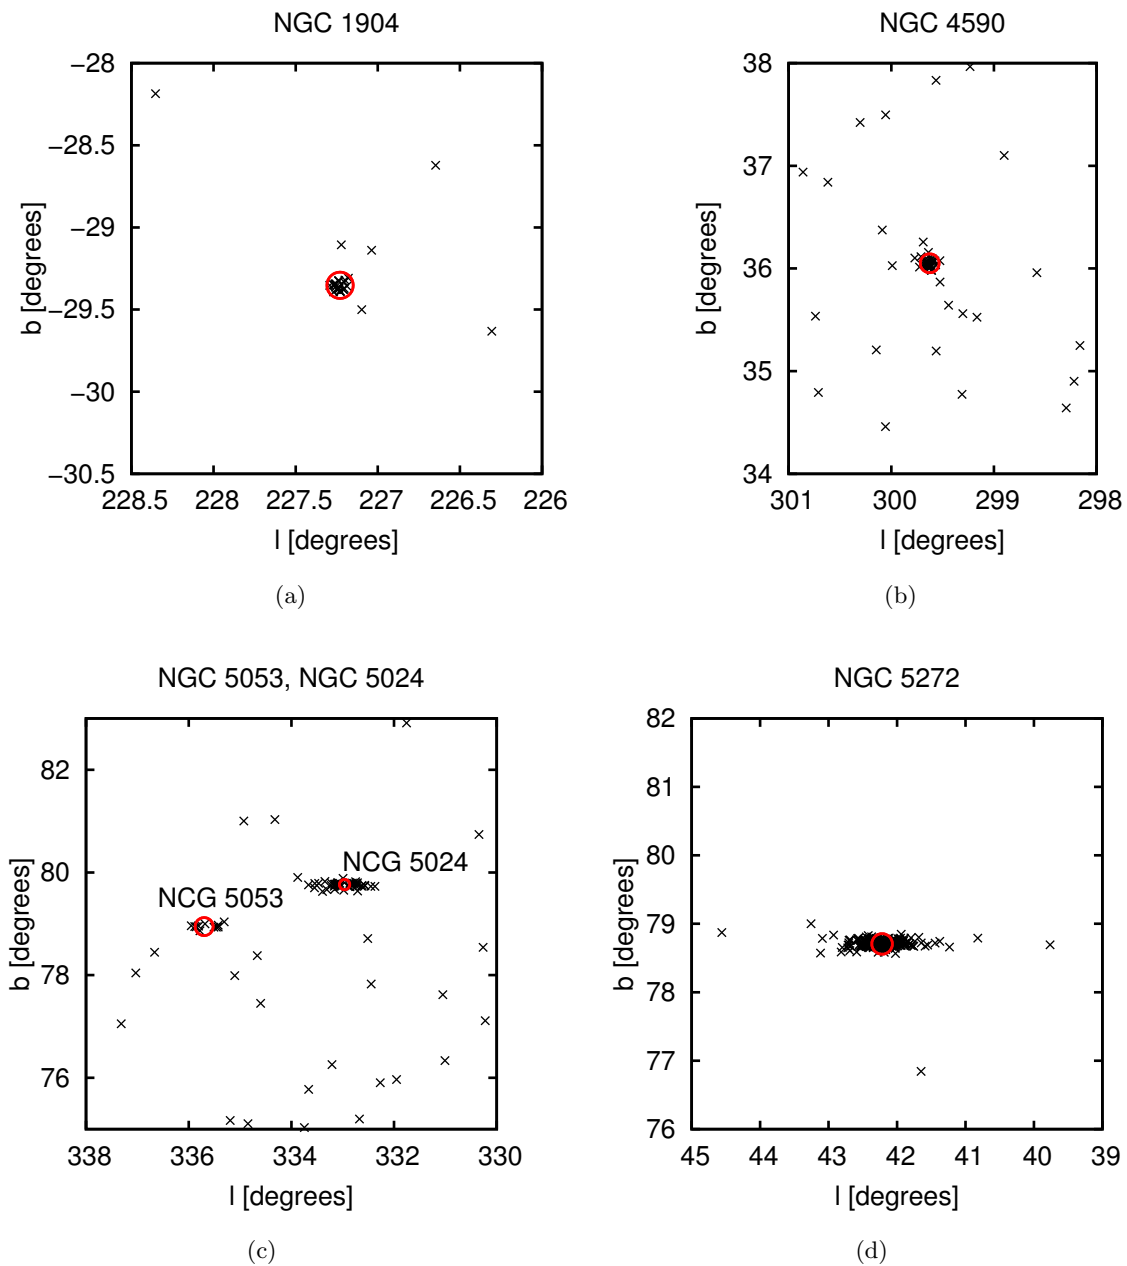 NGC 1904
−28
−28.5
−29
−29.5
−30
−30.5
b [degrees]
228.5 228 227.5 227 226.5 226
l [degrees]
(a)
NGC 4590
38
37
36
35
34
b [degrees]
301 300 299 298
l [degrees]
(b)
NGC 5053, NGC 5024
82
80
78
76
b [degrees]
NCG 5024
NCG 5053
338 336 334 332 330
l [degrees]
(c)
NGC 5272
82
81
80
79
78
77
76
b [degrees]
45 44 43 42 41 40 39
l [degrees]
(d)